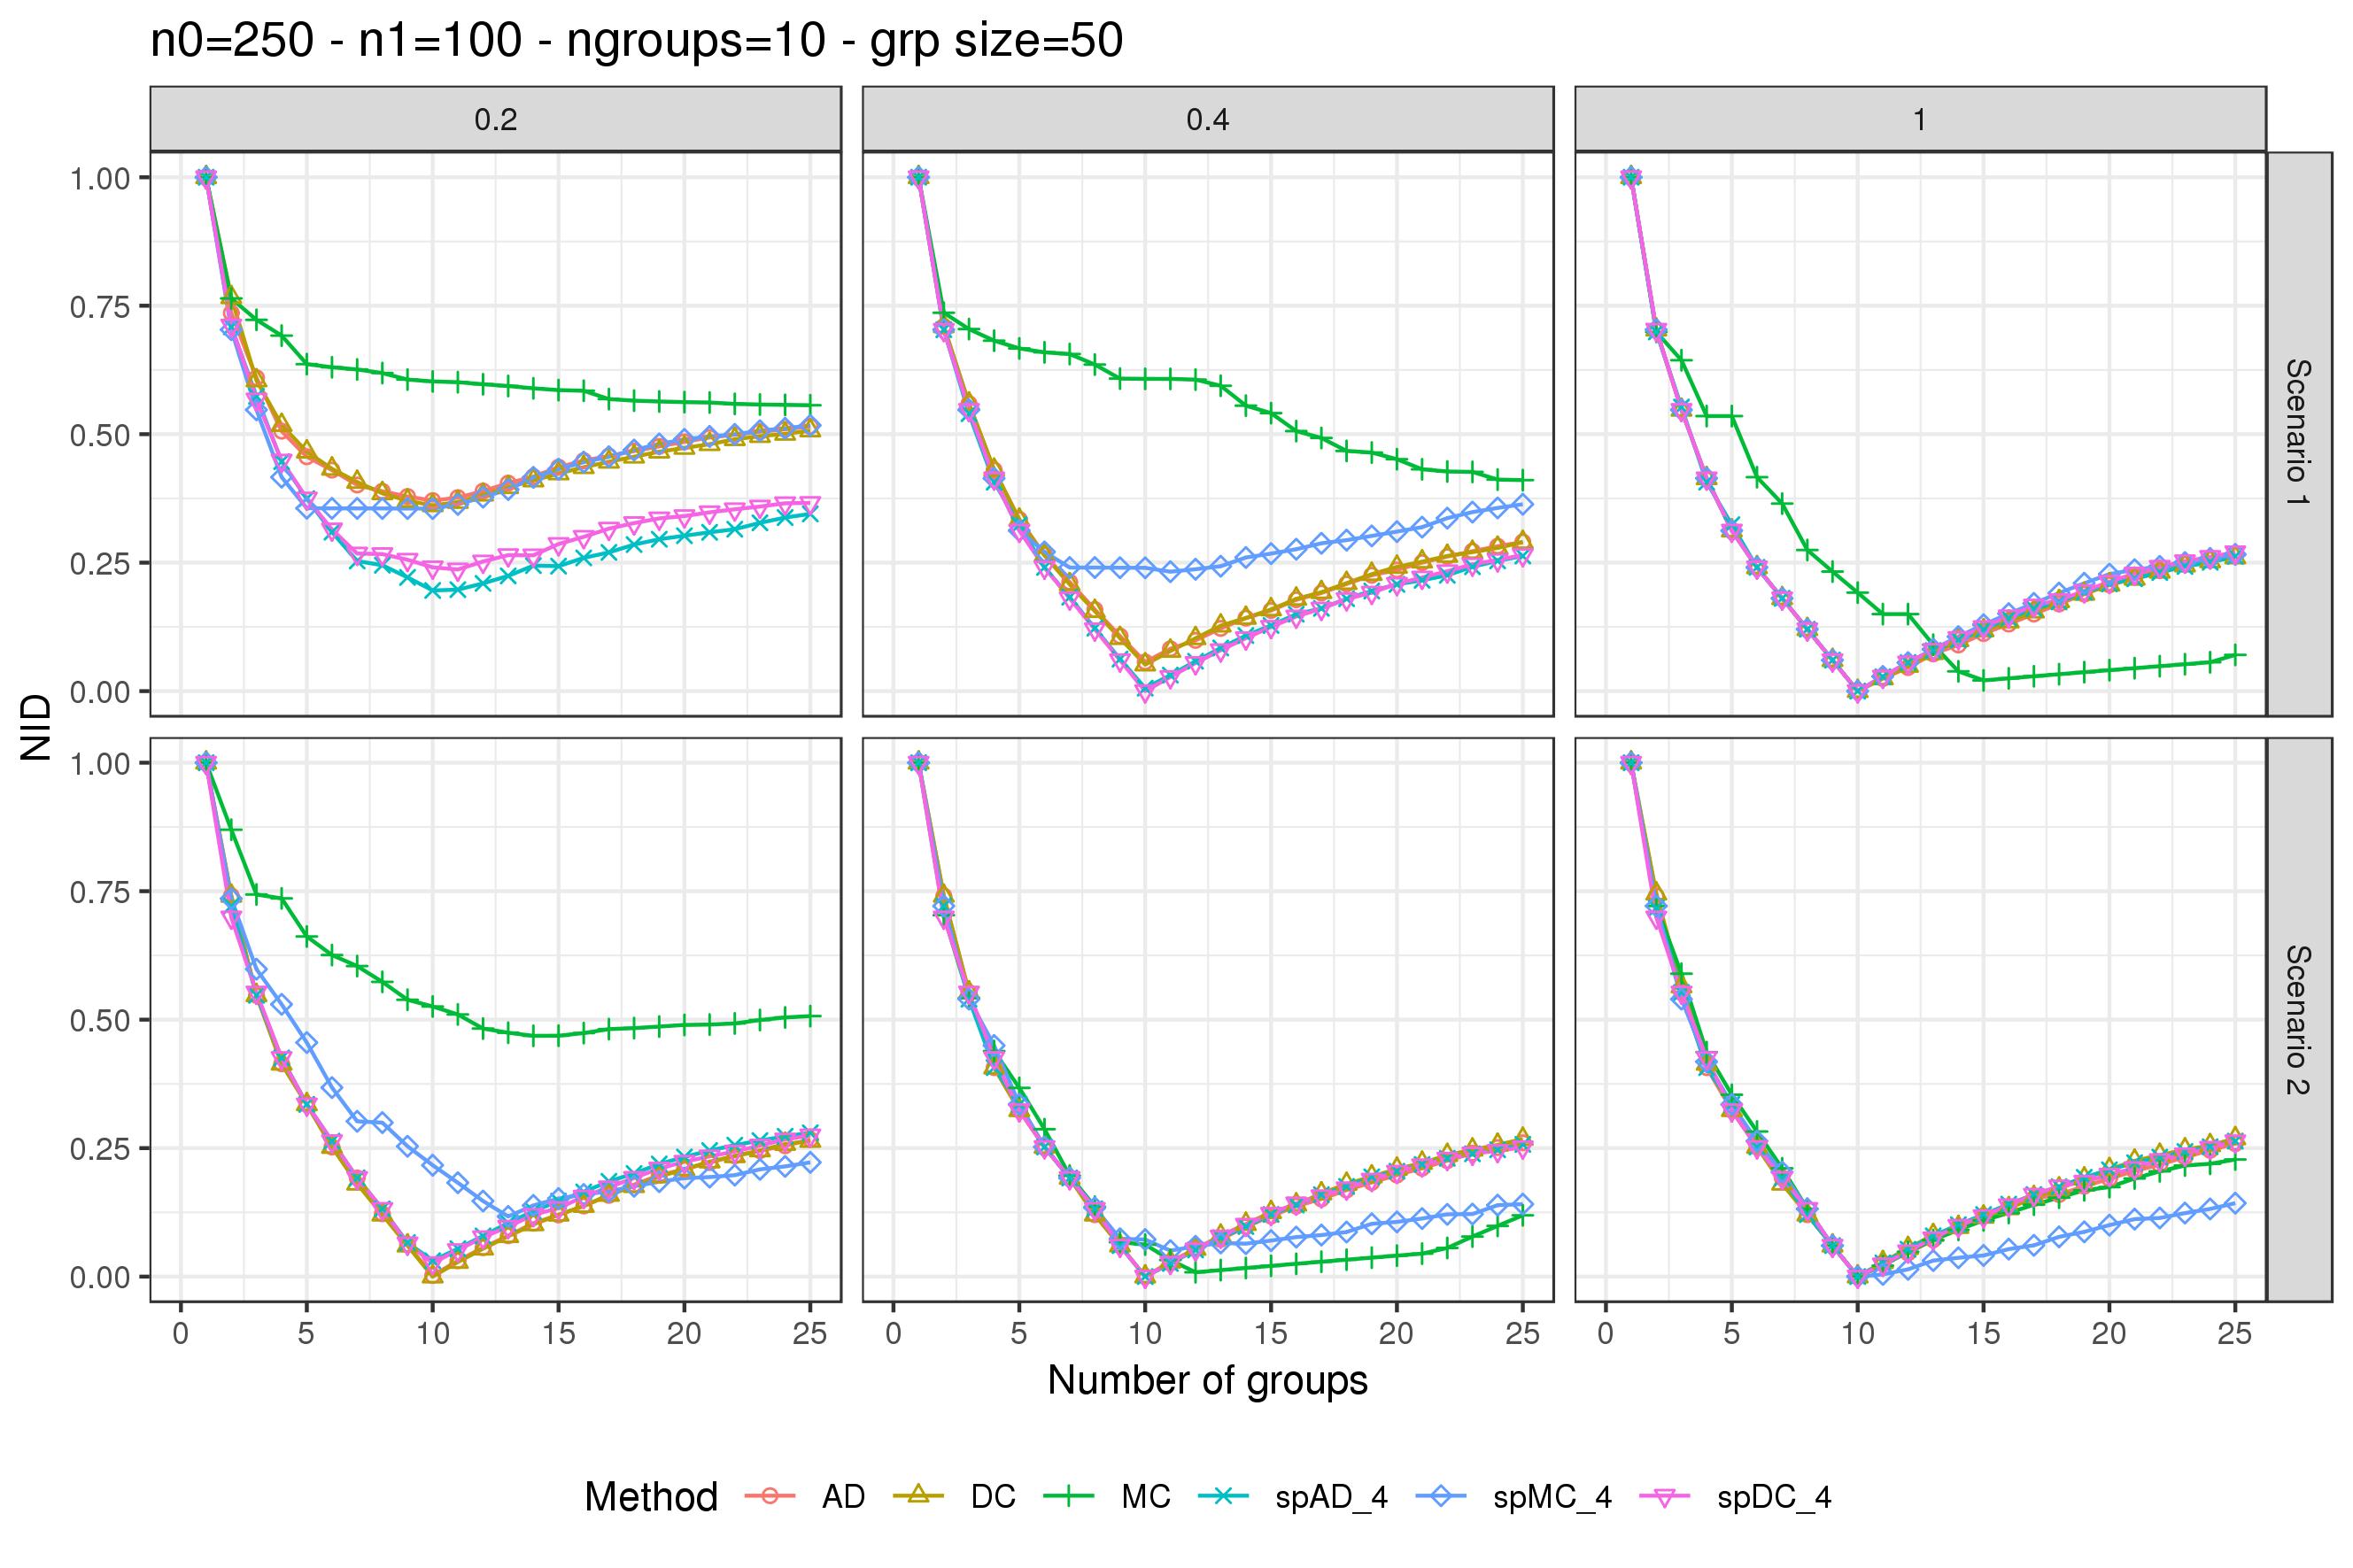 n0=250 - n1=100 - ngroups=10 - grp size=50
0.2 0.4 1
1.00
0.75
0.50
0.25
0.00
Scenario 1
NID
1.00
0.75
0.50
0.25
0.00
Scenario 2
0 5 10 15 20 25 0 5 10 15 20 25 0 5 10 15 20 25
Number of groups
Method AD DC MC spAD_4 spMC_4 spDC_4